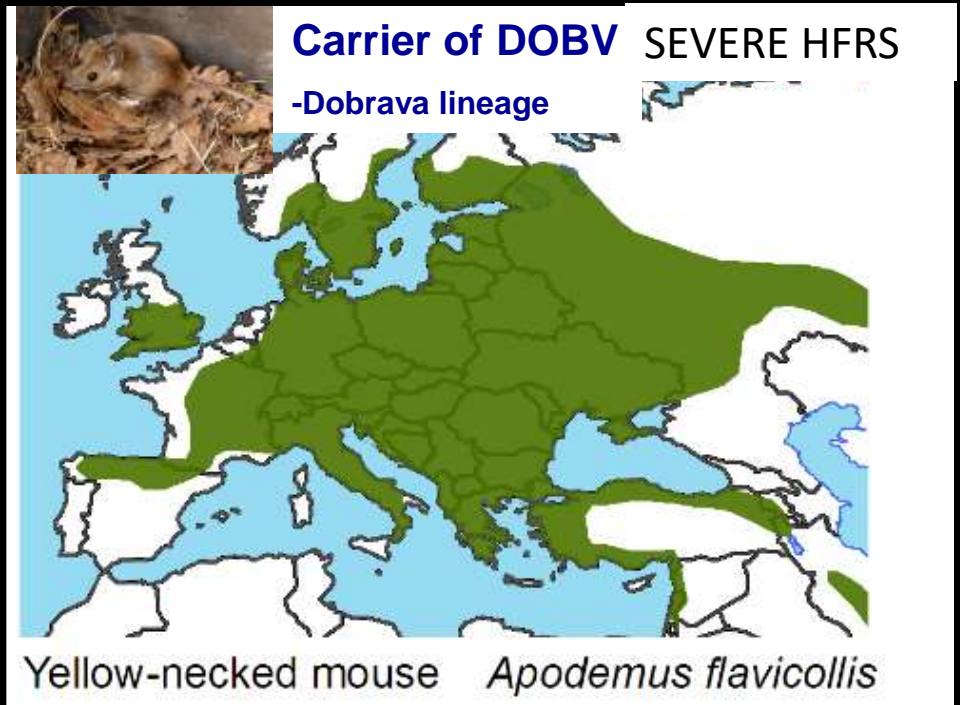 Carrier of DOBV SEVERE HFRS
-Dobrava lineage
Yellow-necked mouse Apodemus flavicollis